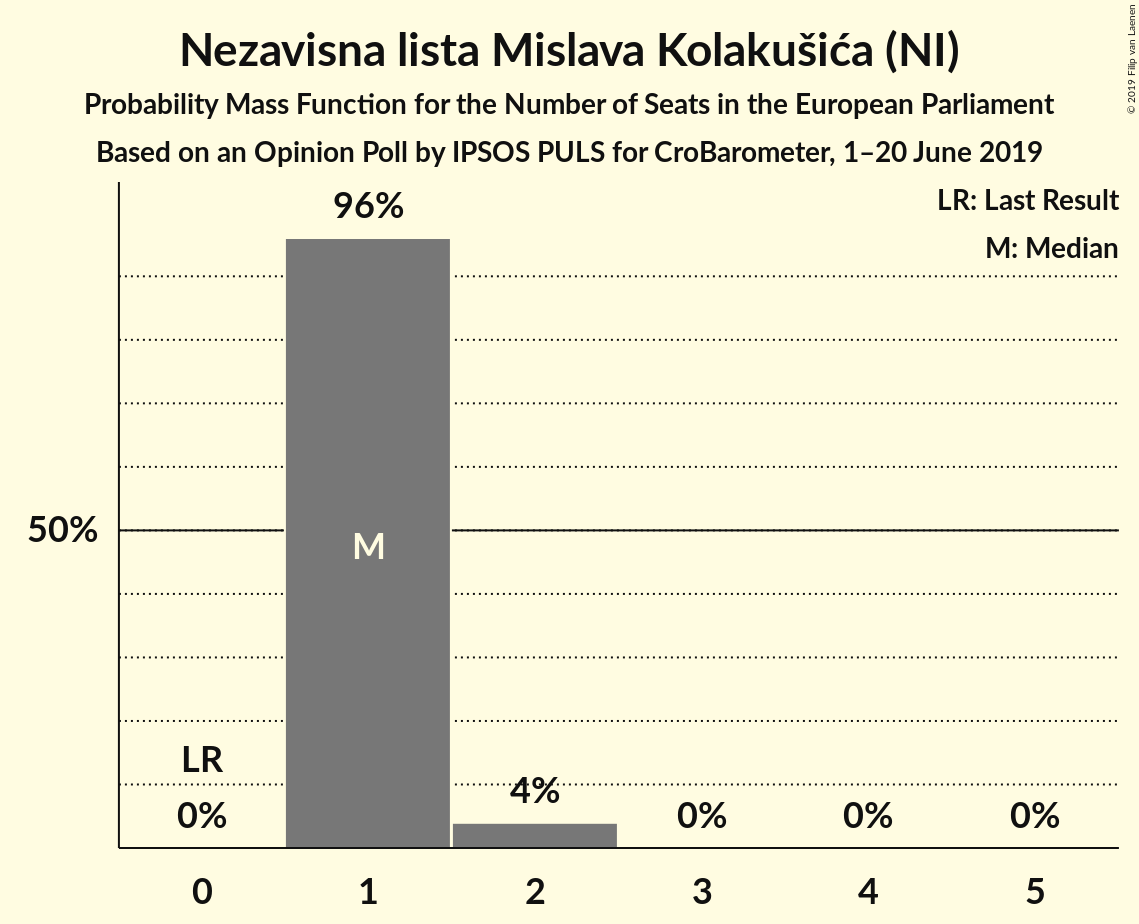 Nezavisna lista Mislava Kolakušića (NI)
Probability Mass Function for the Number of Seats in the European Parliament
Based on an Opinion Poll by IPSOS PULS for CroBarometer, 1–20 June 2019
© 2019 Filip van Laenen
LR: Last Result
M: Median
96%
50%
M
LR
0%
4%
0%
0%
0%
0 1 2 3 4 5